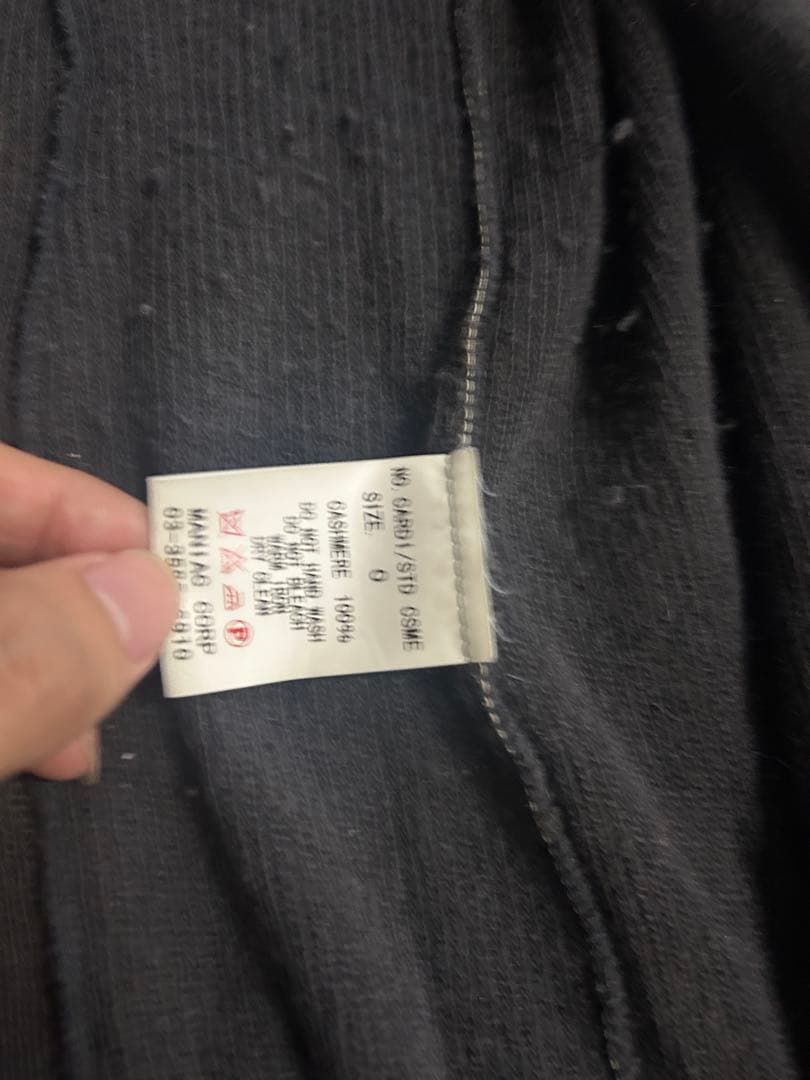 NO. CARDI/STD CSME
SIZE. 0
CASHMERE 100%
DO NOT HAND WASH
DO NOT BLEACH
WARM IRON
DRY CLEAN
P
MANIAC CORP
03-